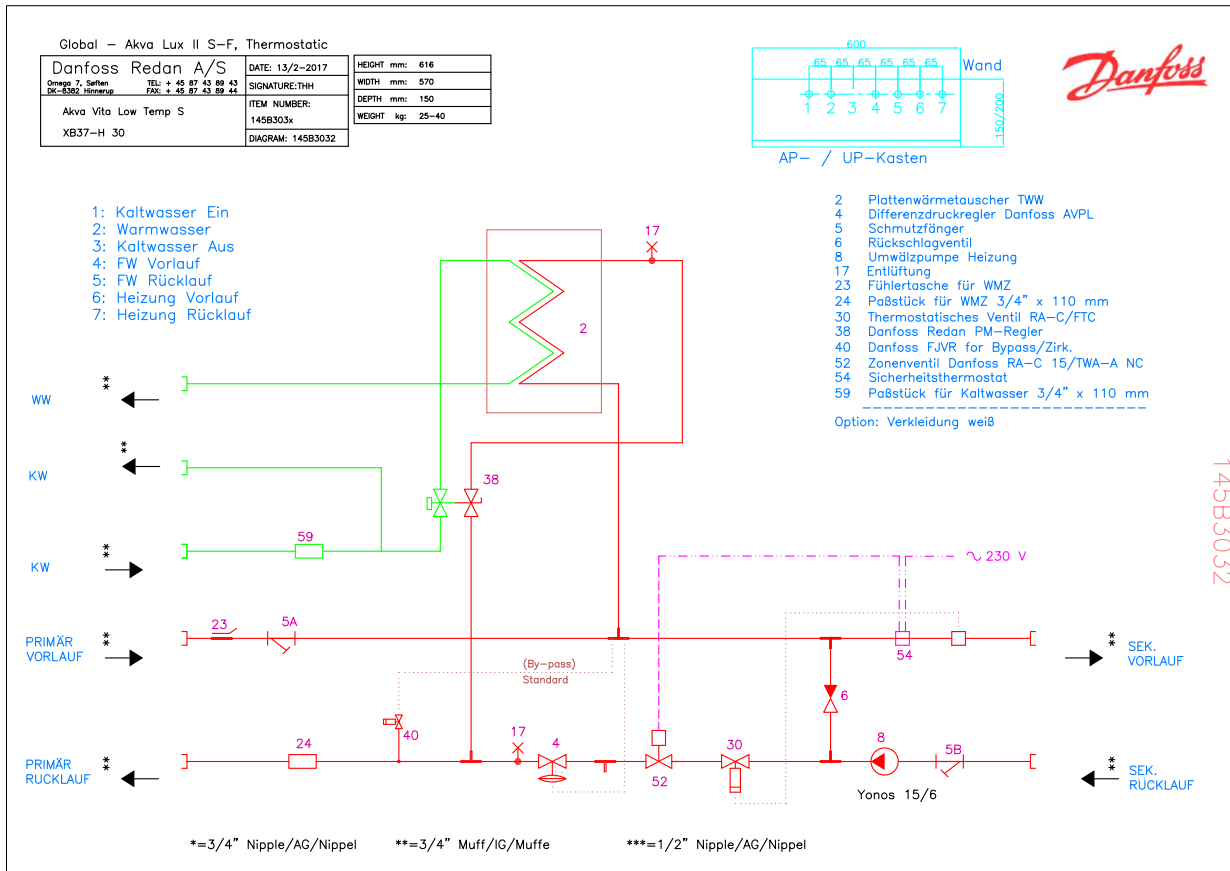 Global – Akva Lux II S-F, Thermostatic
Danfoss Redan A/S
Omega 7, Søften TEL: + 45 87 43 89 43
DK-8382 Hinnerup FAX: + 45 87 43 89 44
Akva Vita Low Temp S
XB37-H 30
DATE: 13/2-2017
SIGNATURE:THH
ITEM NUMBER:
145B303x
DIAGRAM: 145B3032
HEIGHT mm: 616
WIDTH mm: 570
DEPTH mm: 150
WEIGHT kg: 25-40
600
65 65 65 65 65 65
Wand
1 2 3 4 5 6 7
150/200
AP- / UP-Kasten
Danfoss
1: Kaltwasser Ein
2: Warmwasser
3: Kaltwasser Aus
4: FW Vorlauf
5: FW Rücklauf
6: Heizung Vorlauf
7: Heizung Rücklauf
2 Plattenwärmetauscher TWW
4 Differenzdruckregler Danfoss AVPL
5 Schmutzfänger
6 Rückschlagventil
8 Umwälzpumpe Heizung
17 Entlüftung
23 Fühlertasche für WMZ
24 Paßstück für WMZ 3/4" x 110 mm
30 Thermostatisches Ventil RA-C/FTC
38 Danfoss Redan PM-Regler
40 Danfoss FJVR for Bypass/Zirk.
52 Zonenventil Danfoss RA-C 15/TWA-A NC
54 Sicherheitsthermostat
59 Paßstück für Kaltwasser 3/4" x 110 mm
Option: Verkleidung weiß
145B3032
17
2
**
WW
**
KW
38
59
**
KW
~ 230 V
23
5A
54
**
PRIMÄR
VORLAUF
**
SEK.
VORLAUF
(By-pass)
Standard
6
40
17
4
24
52
30
8
5B
**
PRIMÄR
RUCKLAUF
**
SEK.
RUCKLAUF
Yonos 15/6
*=3/4" Nipple/AG/Nippel **=3/4" Muff/IG/Muffe ***=1/2" Nipple/AG/Nippel